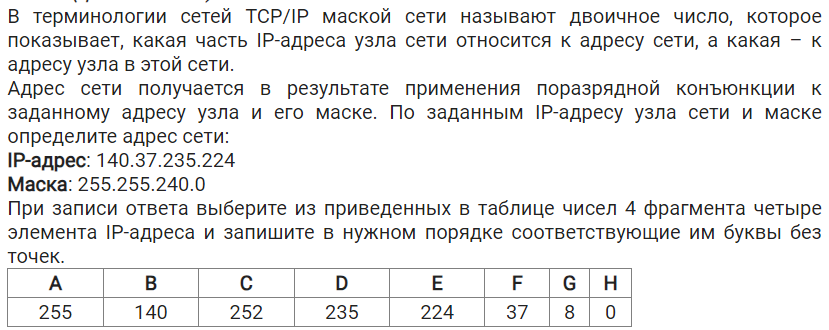 В терминологии сетей TCP/IP маской сети называют двоичное число, которое
показывает, какая часть IP-адреса узла сети относится к адресу сети, а какая – к
адресу узла в этой сети.
Адрес сети получается в результате применения поразрядной конъюнкции к
заданному адресу узла и его маске. По заданным IP-адресу узла сети и маске
определите адрес сети:
IP-адрес: 140.37.235.224
Маска: 255.255.240.0
При записи ответа выберите из приведенных в таблице чисел 4 фрагмента четыре
элемента IP-адреса и запишите в нужном порядке соответствующие им буквы без
точек.
A B C D E F G H
255 140 252 235 224 37 8 0